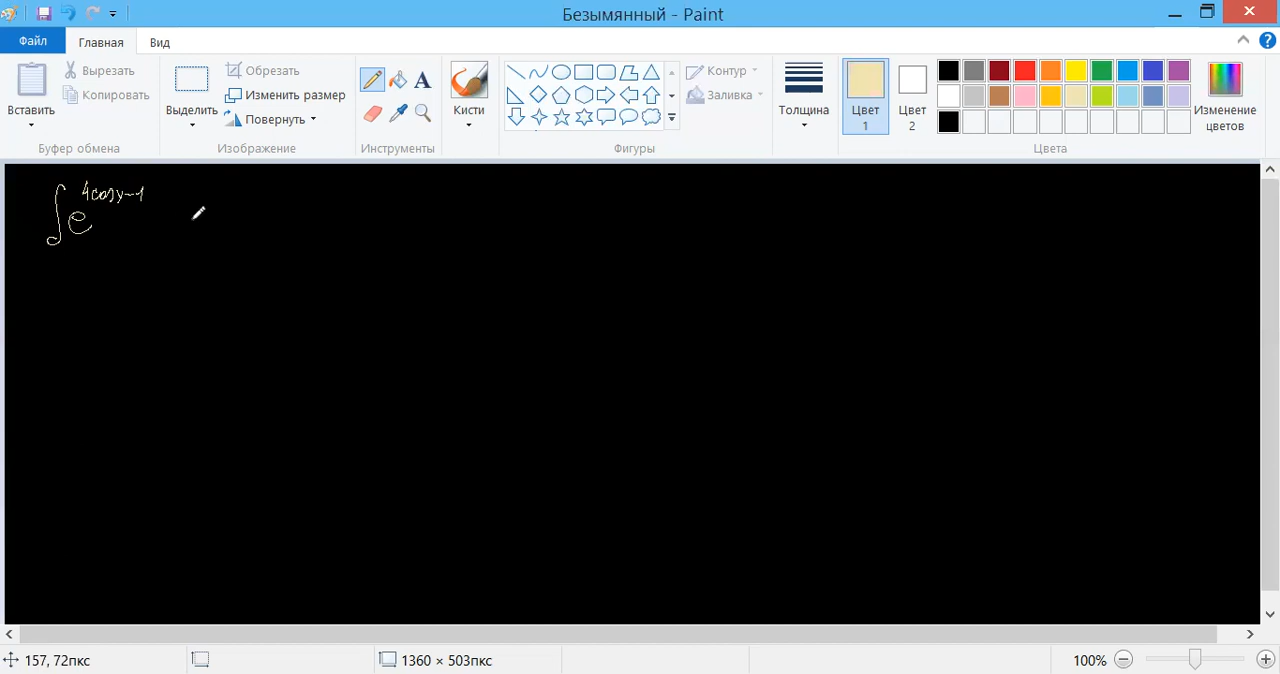 Безымянный - Paint
Файл Главная Вид
Вставить
Вырезать
Копировать
Буфер обмена
Выделить
Обрезать
Изменить размер
Повернуть
Изображение
A
Инструменты
Кисти
Контур
Заливка
Фигуры
Толщина
Цвет 1
Цвет 2
Изменение цветов
Цвета
∫e^4cosy-1
157, 72пкс 1360 × 503пкс 100%